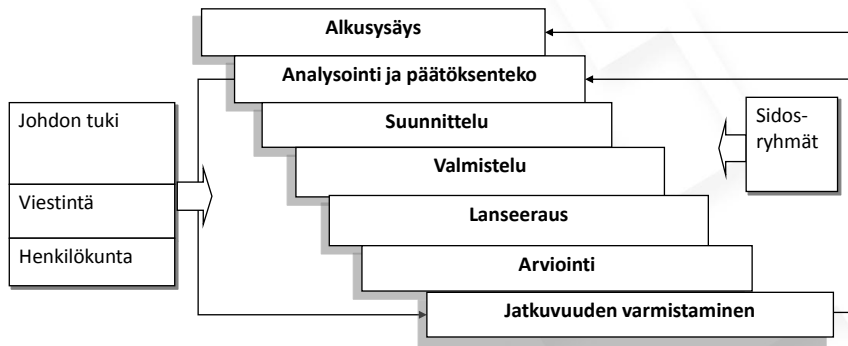 Alkusysäys
Analysointi ja päätöksenteko
Suunnittelu
Valmistelu
Lanseeraus
Arviointi
Jatkuvuuden varmistaminen
Johdon tuki
Viestintä
Henkilökunta
Sidos-
ryhmät